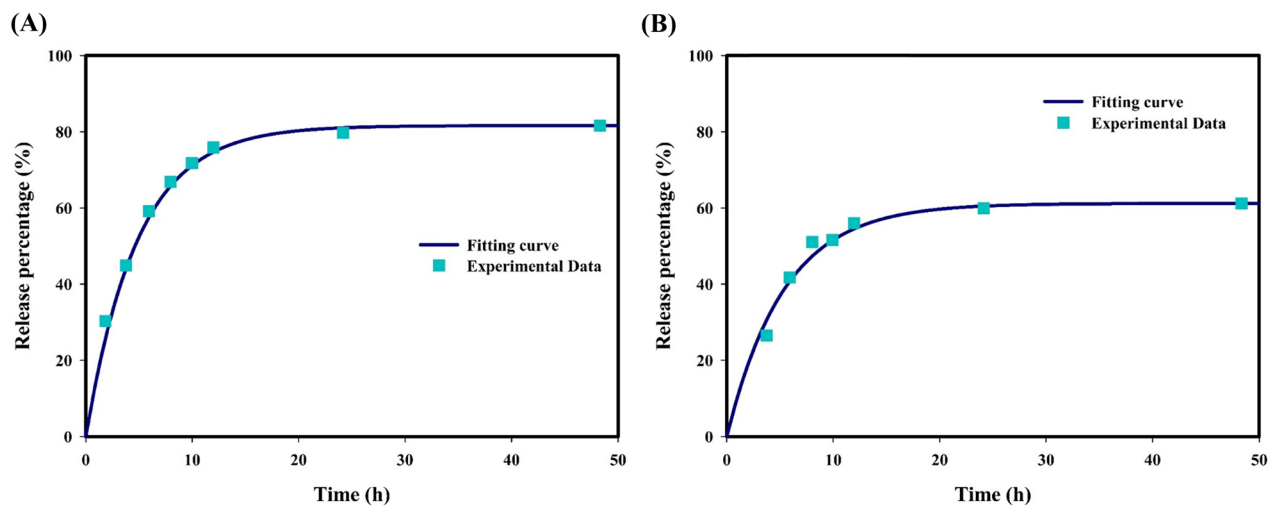 (A)
100
80
60
40
20
0
Release percentage (%)
Fitting curve
Experimental Data
0 10 20 30 40 50
Time (h)
(B)
100
80
60
40
20
0
Release percentage (%)
Fitting curve
Experimental Data
0 10 20 30 40 50
Time (h)